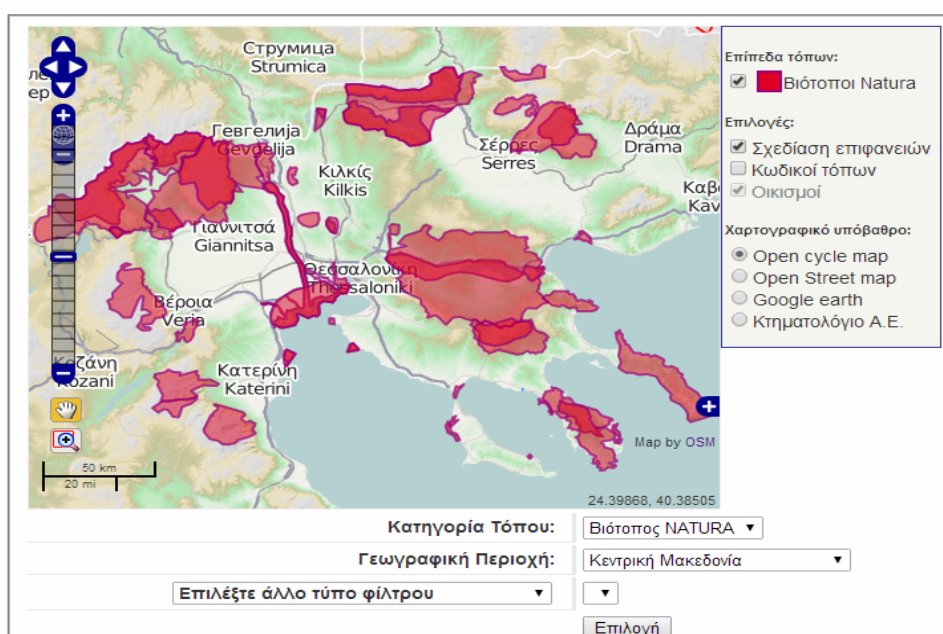 Струмица
Strumica
Гевгелија
Gevgelija
Κιλκίς
Kilkis
Σέρρες
Serres
Δράμα
Drama
Γιαννιτσά
Giannitsa
Θεσσαλονίκη
Thessaloniki
Βέροια
Veria
Κοζάνη
Kozani
Κατερίνη
Katerini
50 km
20 mi
Map by OSM
24.39868, 40.38505
Επίπεδα τόπων:
Βιότοποι Natura
Επιλογές:
Σχεδίαση επιφανειών
Κωδικοί τόπων
Οικισμοί
Χαρτογραφικό υπόβαθρο:
Open cycle map
Open Street map
Google earth
Κτηματολόγιο Α.Ε.
Κατηγορία Τόπου: Βιότοπος NATURA
Γεωγραφική Περιοχή: Κεντρική Μακεδονία
Επιλέξτε άλλο τύπο φίλτρου
Επιλογή